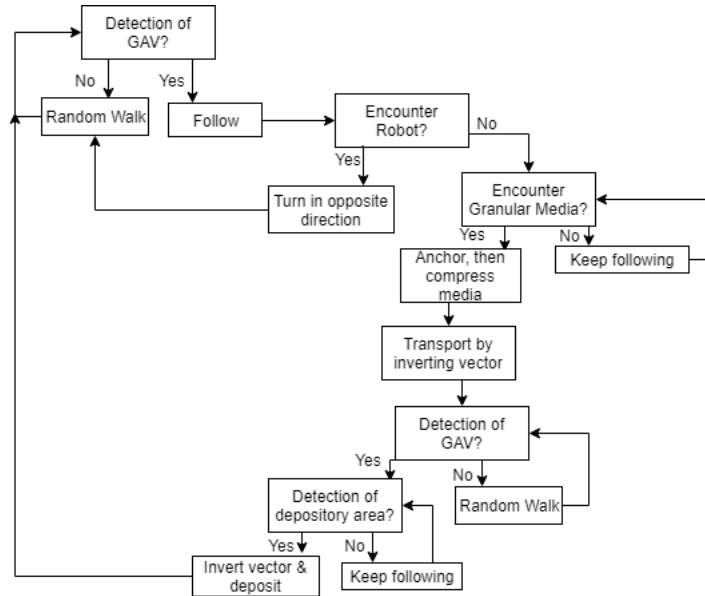 Detection of
GAV?
No
Yes
Random Walk
Follow
Encounter
Robot?
No
Yes
Turn in opposite
direction
Encounter
Granular Media?
Yes
No
Keep following
Anchor, then
compress
media
Transport by
inverting vector
Detection of
GAV?
Yes
No
Random Walk
Detection of
depository area?
Yes
No
Invert vector &
deposit
Keep following